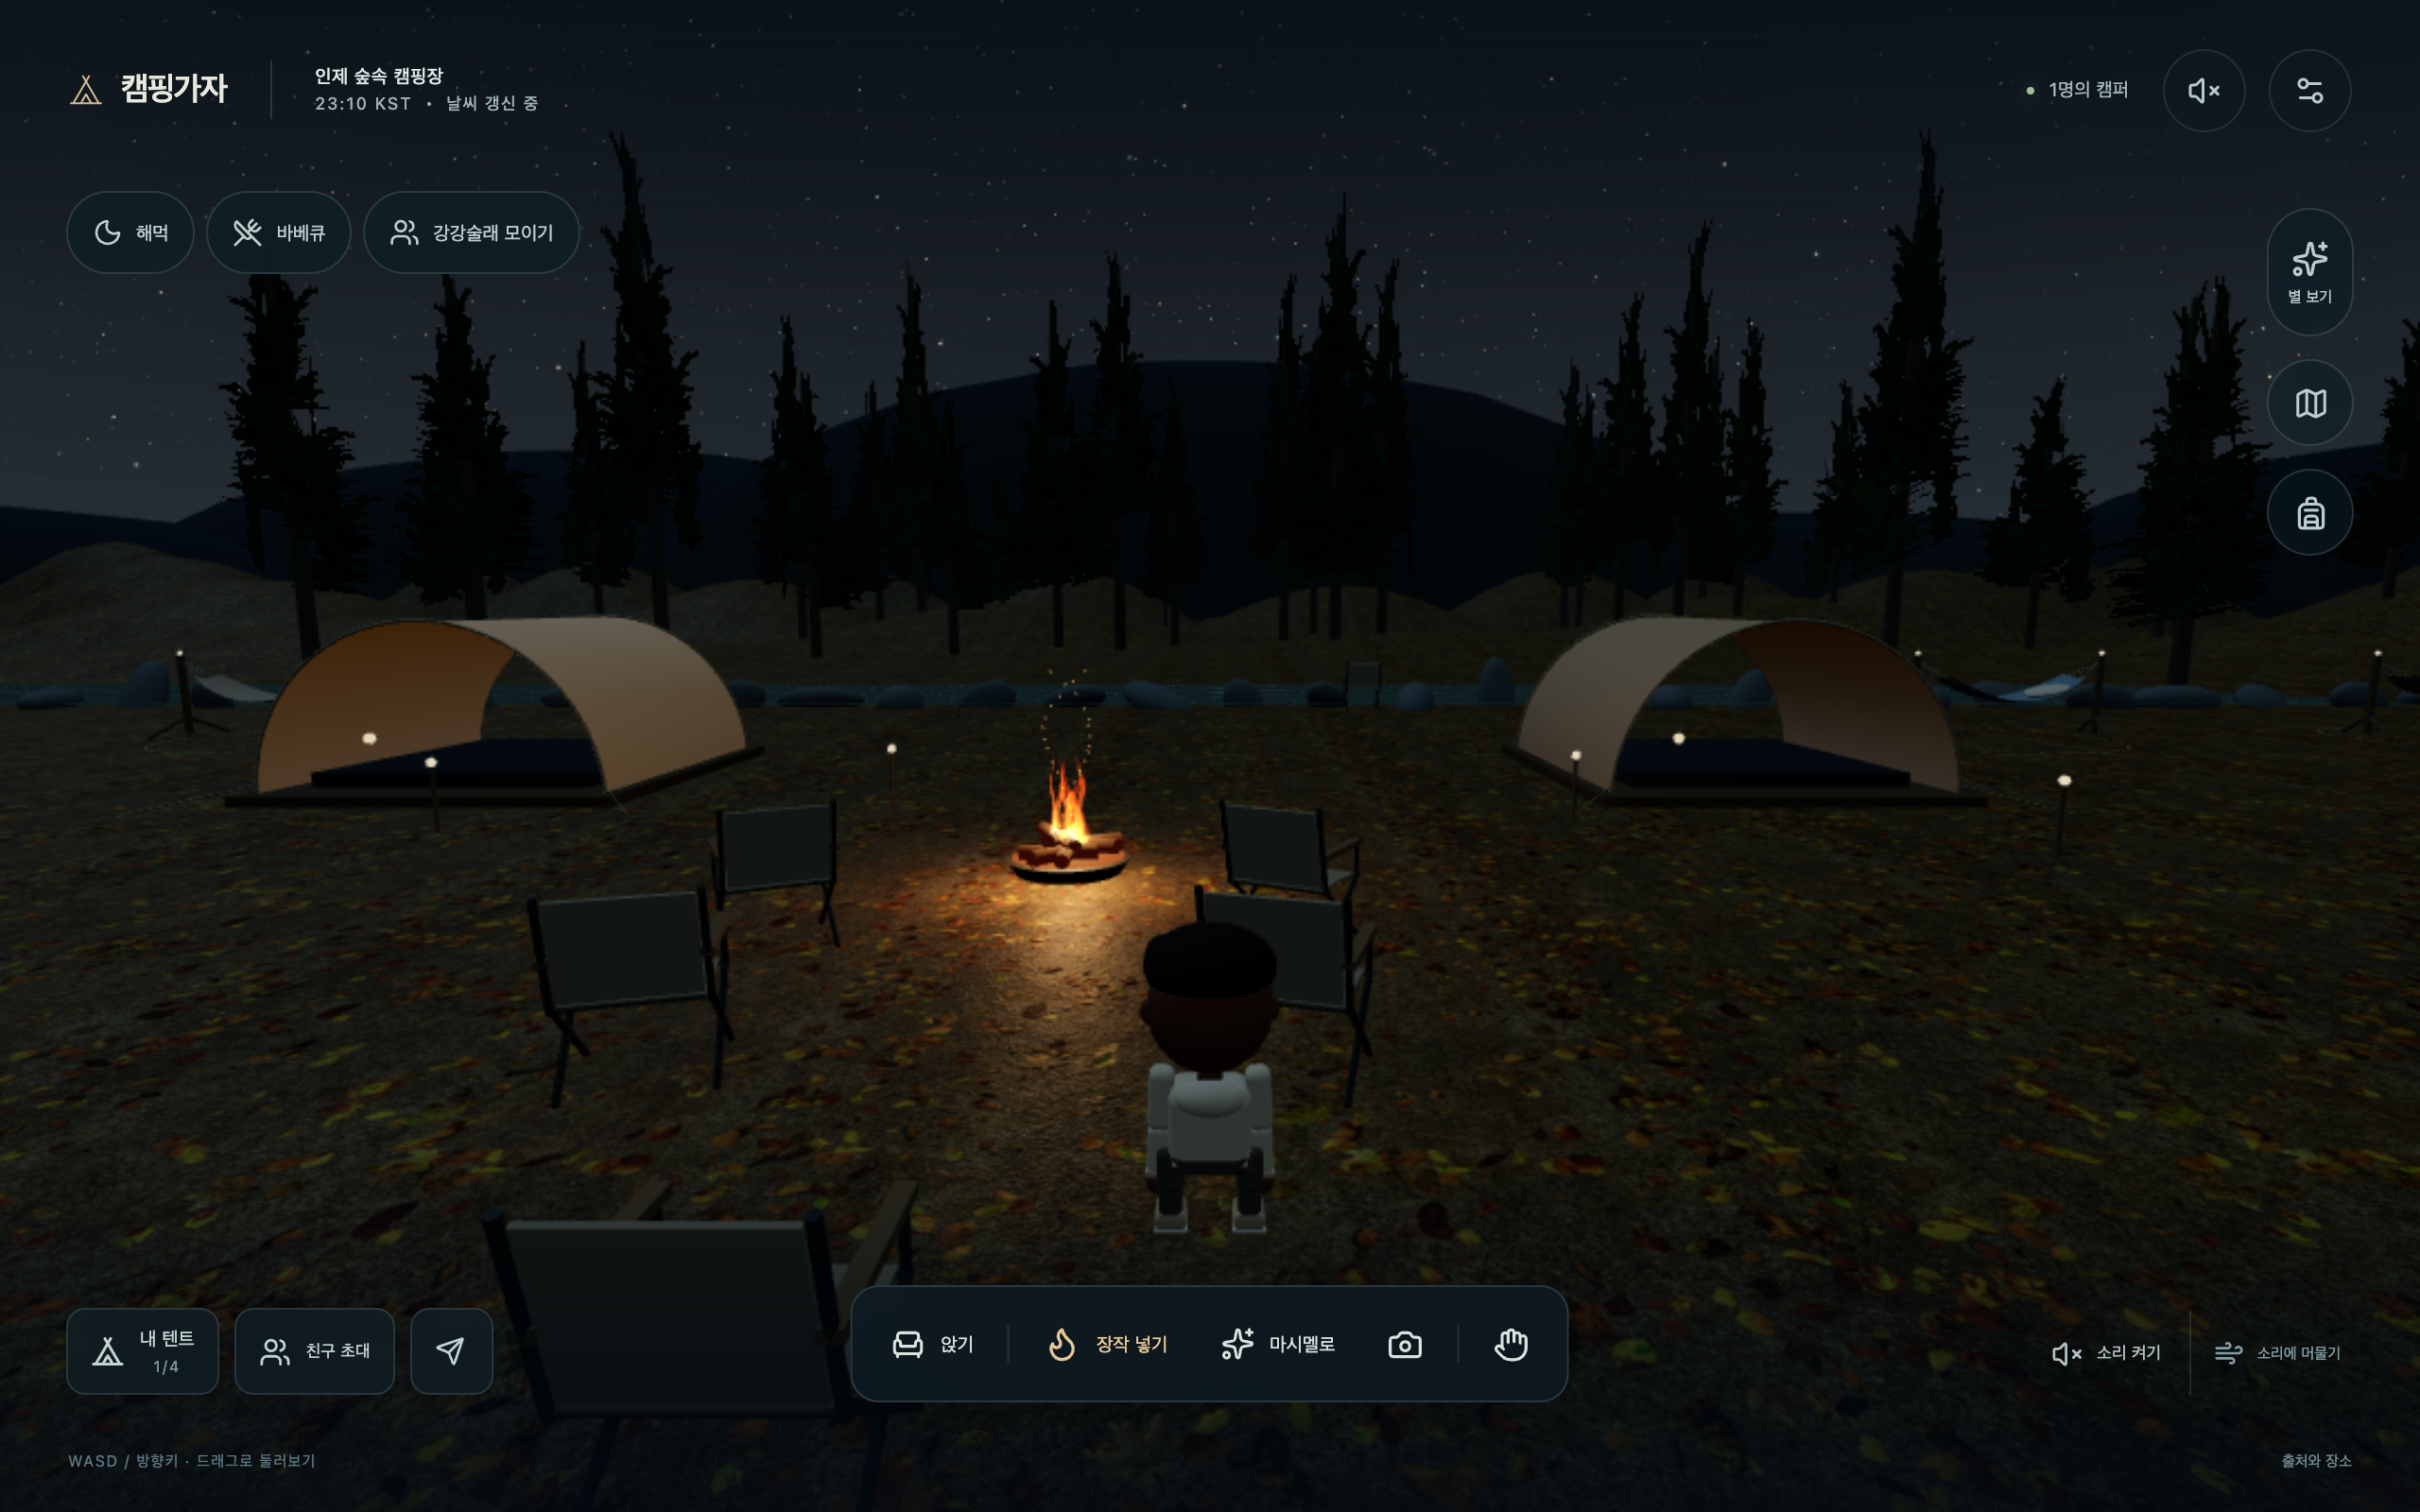 캠핑가자
인제 숲속 캠핑장
23:10 KST • 날씨 갱신 중
1명의 캠퍼
해먹
바베큐
강강술래 모이기
별 보기
내 텐트
1/4
친구 초대
앉기
장작 넣기
마시멜로
소리 켜기
소리에 머물기
WASD / 방향키 · 드래그로 둘러보기
출처와 장소